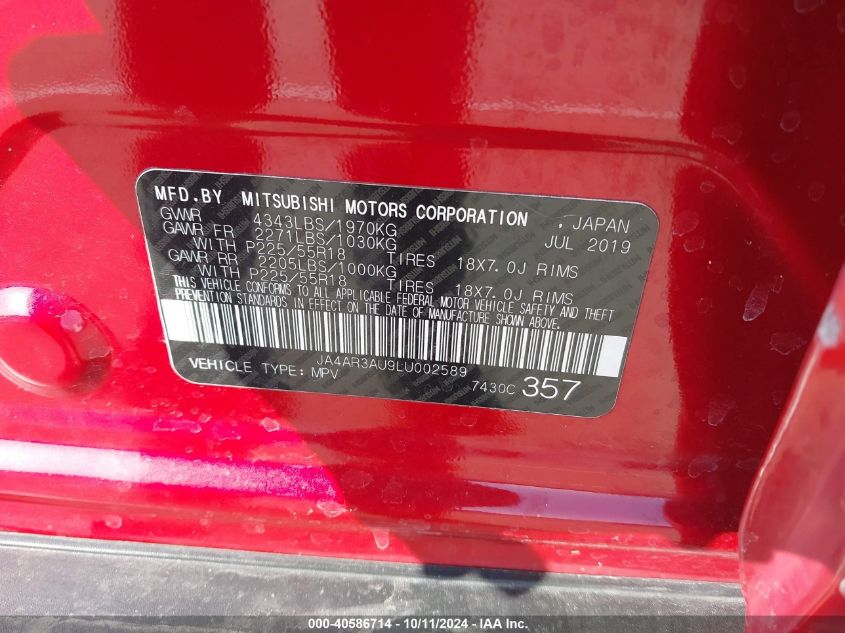 MFD.BY MITSUBISHI MOTORS CORPORATION , JAPAN
GVWR 4343LBS/1970KG JUL 2019
GAWR FR 2271LBS/1030KG
WITH P225/55R18 TIRES 18X7.0J RIMS
GAWR RR 2205LBS/1000KG
WITH P225/55R18 TIRES 18X7.0J RIMS
THIS VEHICLE CONFORMS TO ALL APPLICABLE FEDERAL MOTOR VEHICLE SAFETY AND THEFT
PREVENTION STANDARDS IN EFFECT ON THE DATE OF MANUFACTURE SHOWN ABOVE.
JA4AR3AU9LU002589
VEHICLE TYPE: MPV 7430C 357
000-40586714 - 10/11/2024 - IAA Inc.